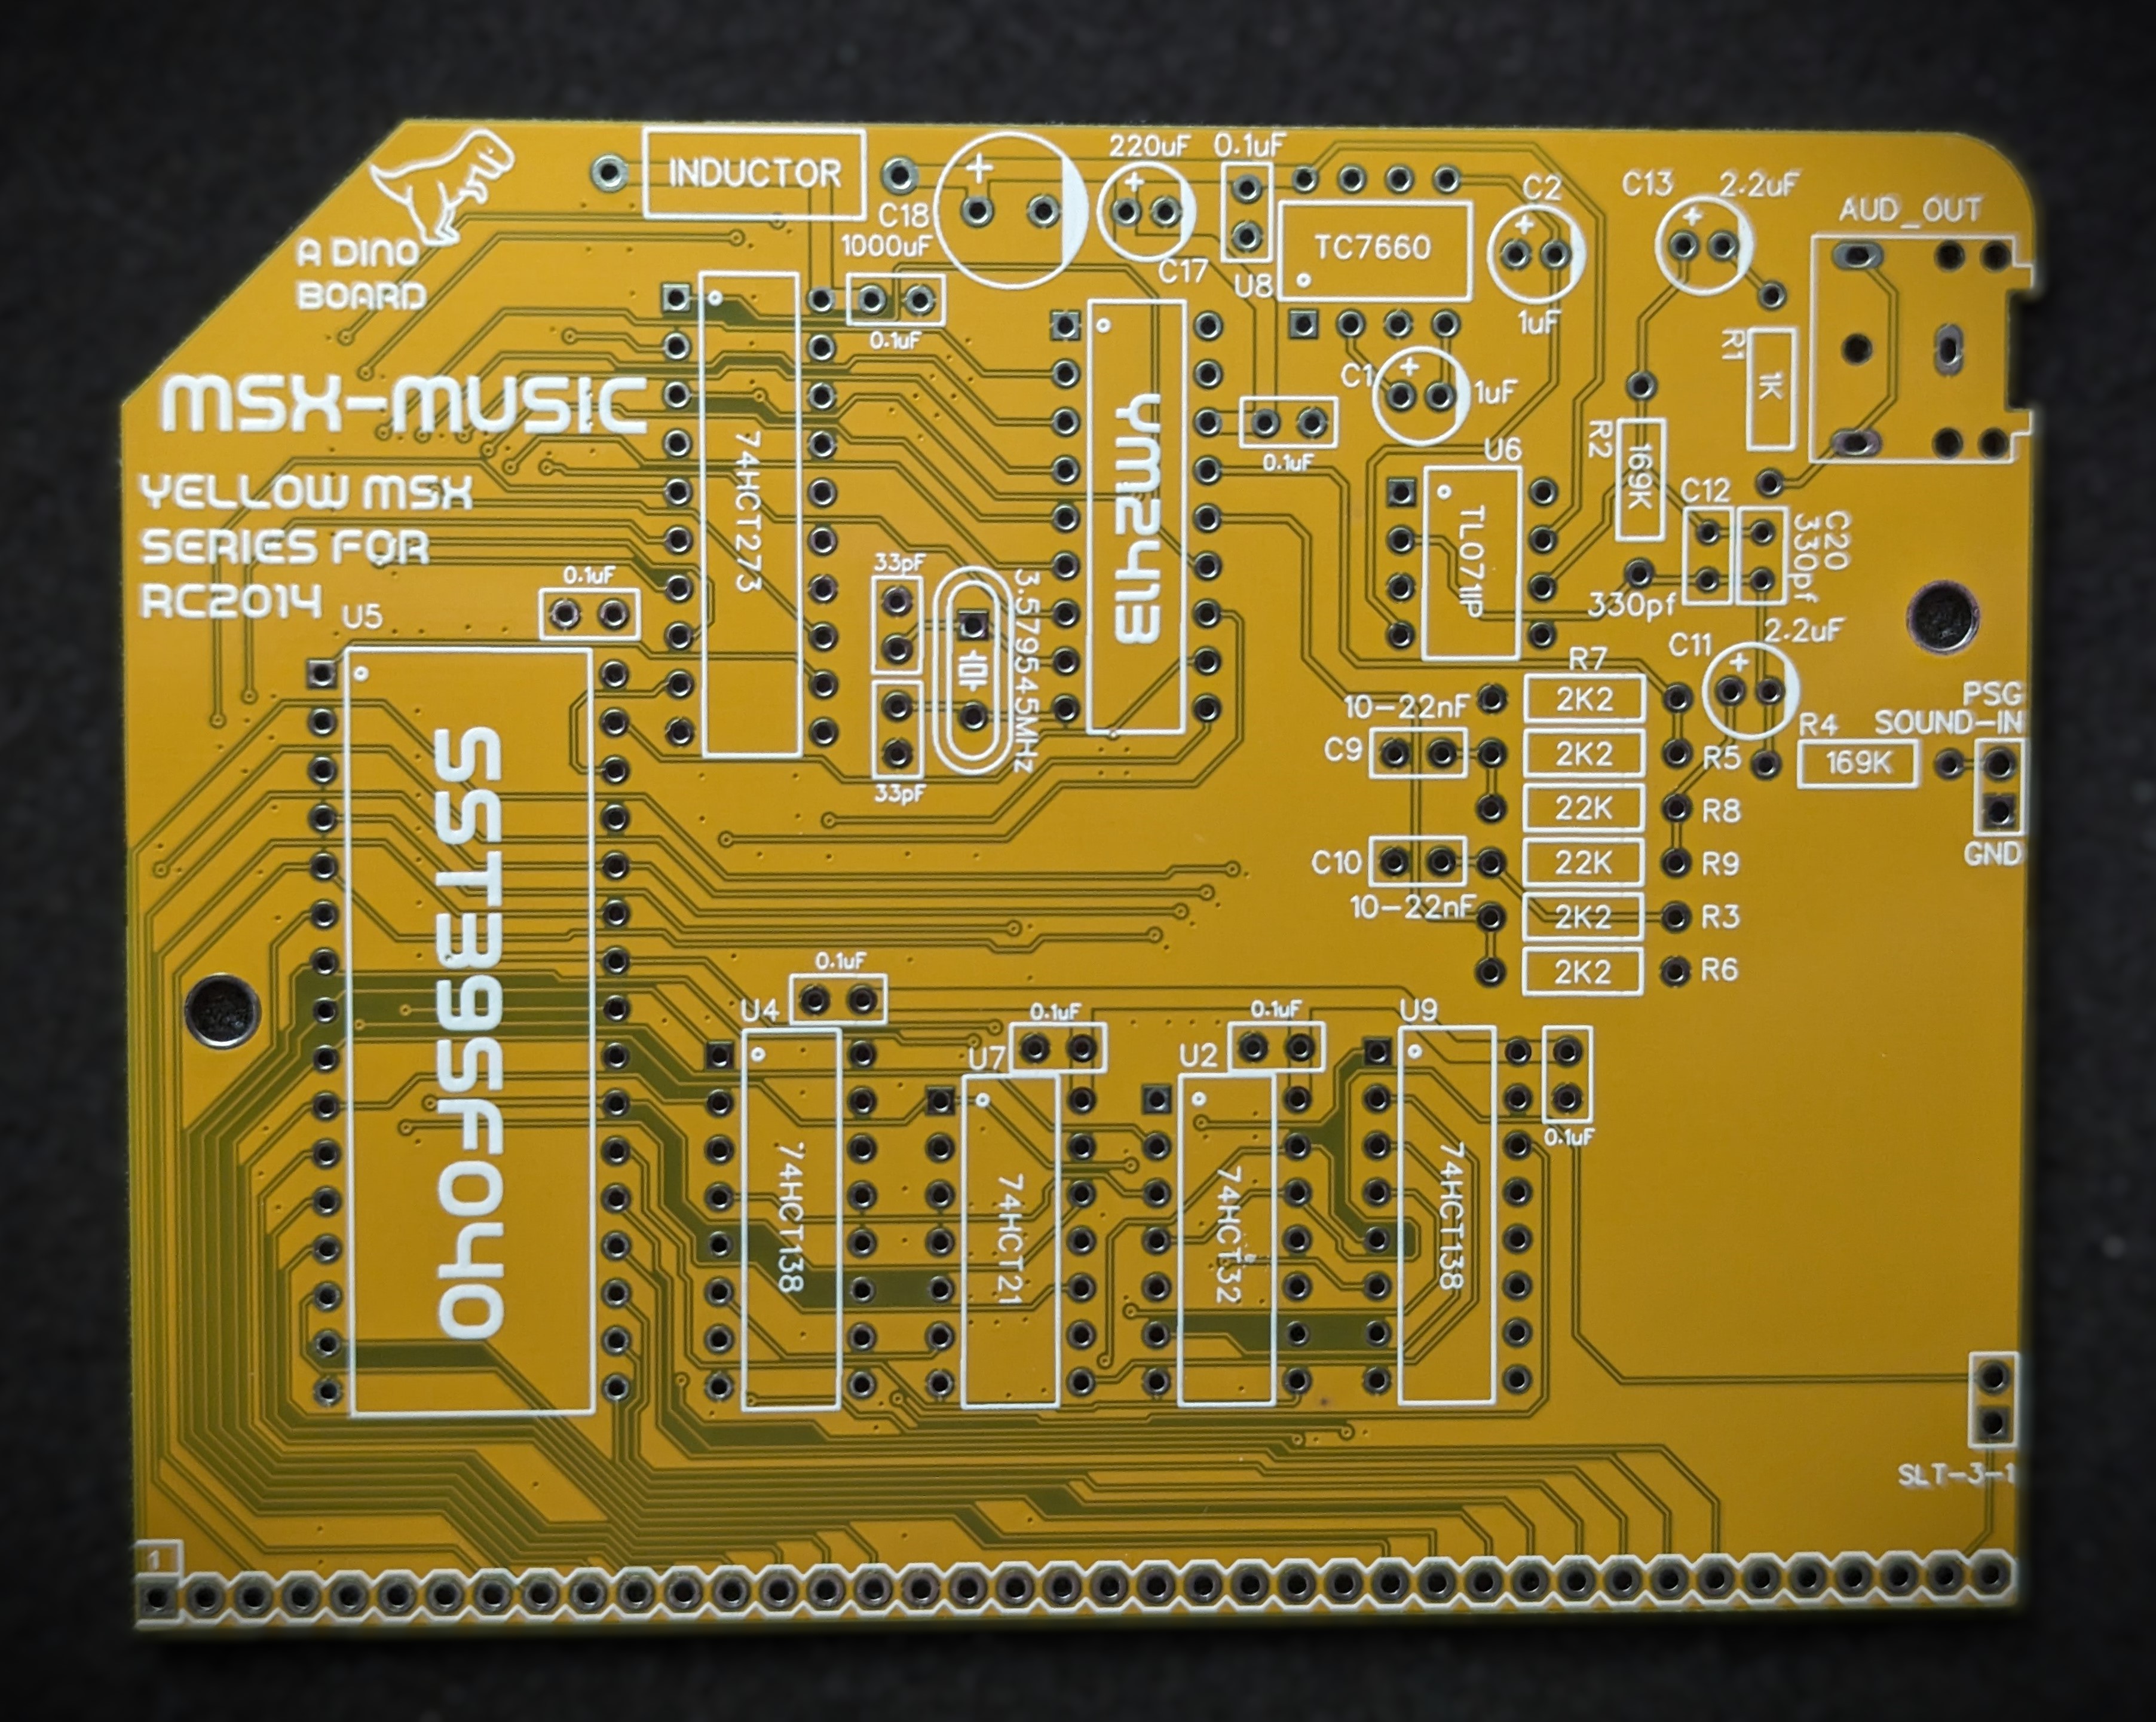 INDUCTOR
C18
1000uF
220uF
C17
0.1uF
U8
TC7660
C2
1uF
C13
2.2uF
AUD_OUT
A DINO
BOARD
0.1uF
MSX-MUSIC
YELLOW MSX
SERIES FOR
RC2014
74HCT273
YM2413
0.1uF
C1
1uF
R1
1K
R2
169K
U6
TL071IP
C12
330pf
C20
330pf
0.1uF
U5
33pF
33pF
3.579545MHz
C11
2.2uF
PSG
SOUND-IN
GND
R4
169K
R7
2K2
10-22nF
C9
2K2
R5
22K
R8
C10
22K
R9
10-22nF
2K2
R3
2K2
R6
SST39SF040
0.1uF
U4
74HCT138
0.1uF
U7
74HCT21
0.1uF
U2
74HCT32
U9
74HCT138
0.1uF
SLT-3-1
1